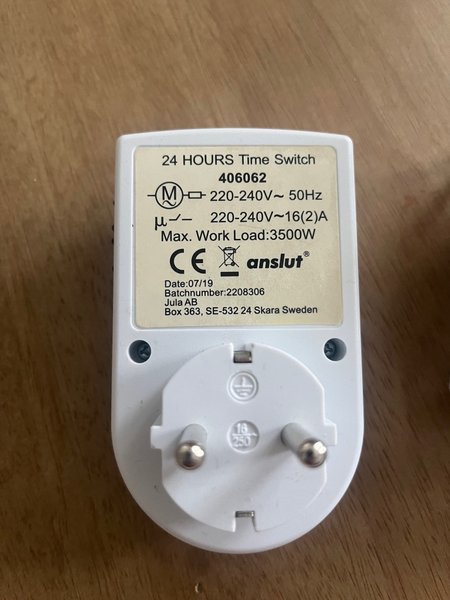 24 HOURS Time Switch
406062
M 220-240V~ 50Hz
μ 220-240V~16(2)A
Max. Work Load:3500W
CE anslut®
Date:07/19
Batchnumber:2208306
Jula AB
Box 363, SE-532 24 Skara Sweden
16
250